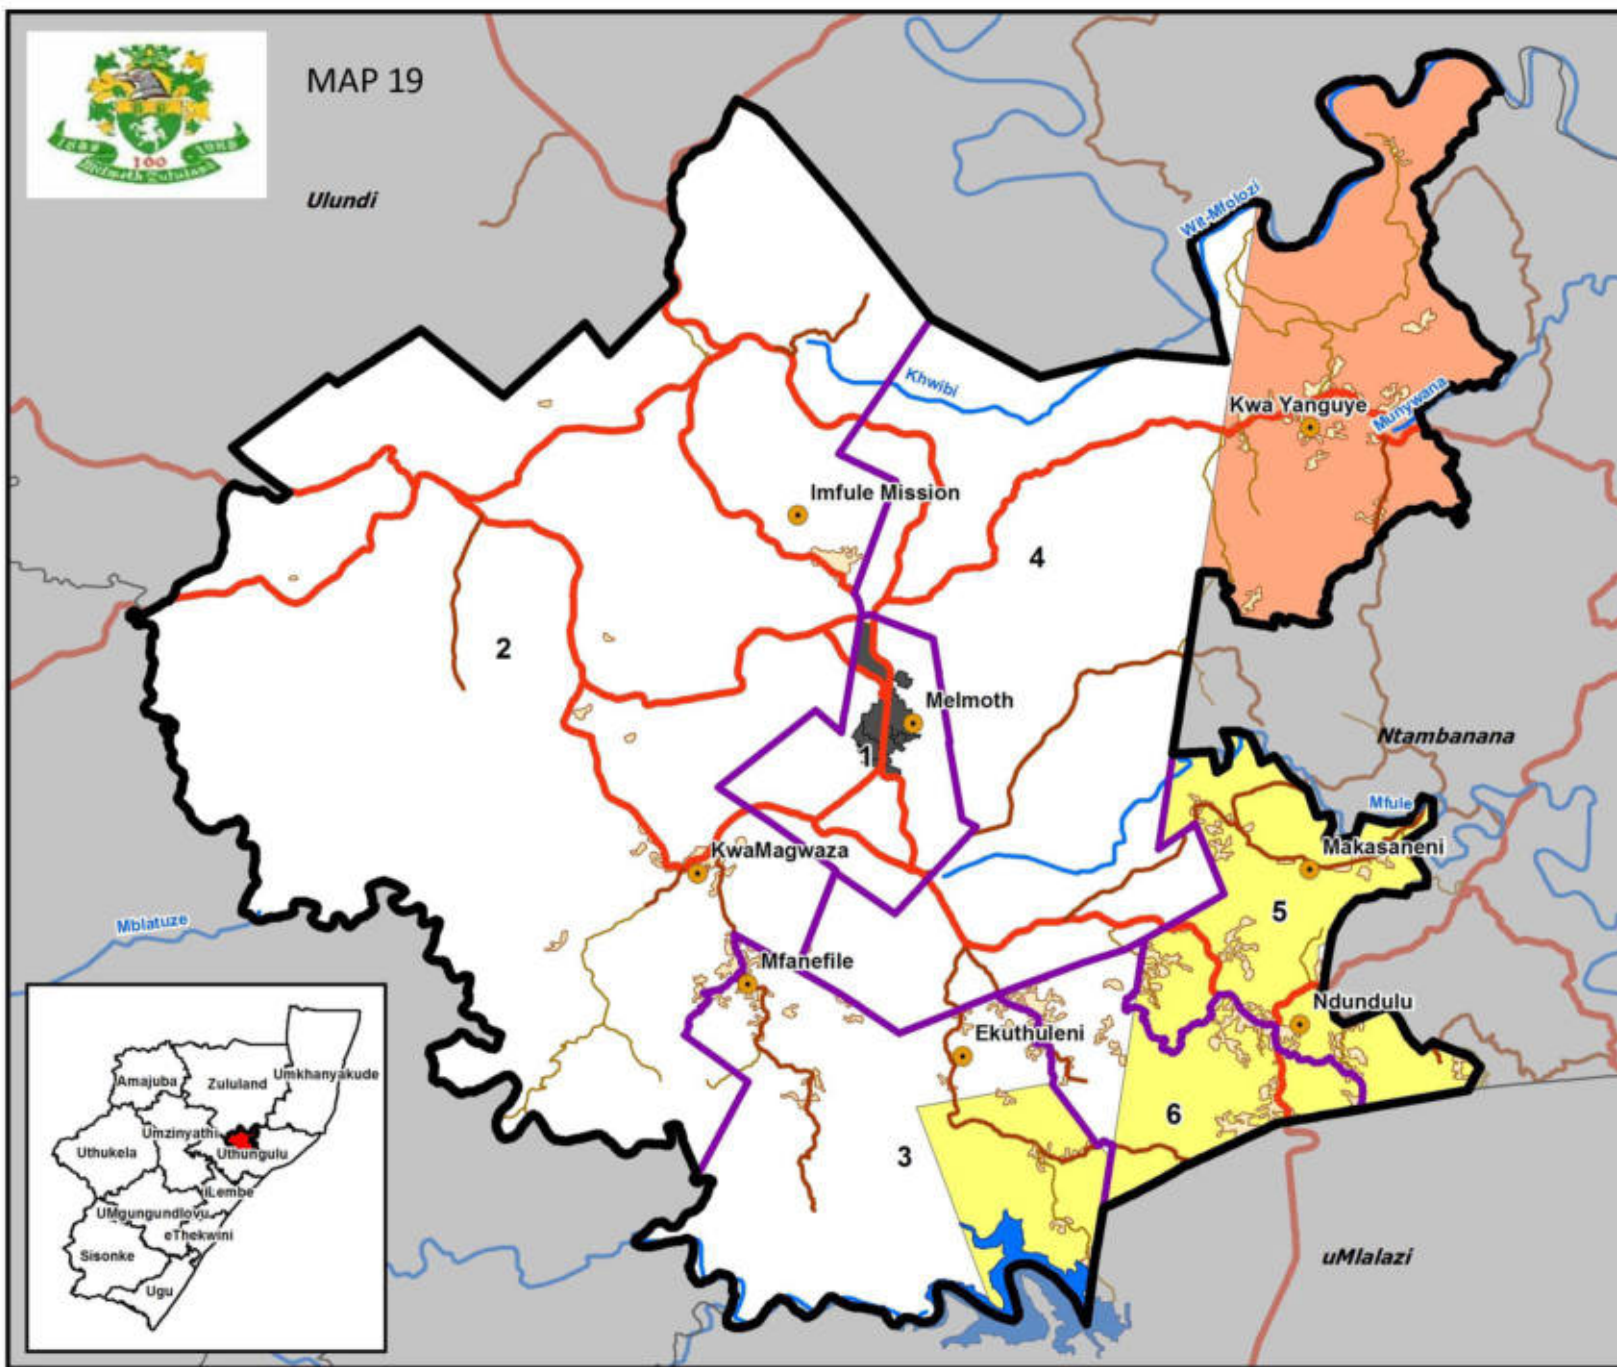 MAP 19
160
Ulundi
Wit-Mfolozi
Khwibi
Kwa Yanguye
Munywana
Imfule Mission
4
2
Melmoth
1
Ntambanana
Mfule
Makasaneni
KwaMagwaza
5
Mblatuze
Mfanefile
Ndundulu
Ekuthuleni
6
3
uMlalazi
Amajuba
Zululand
Umkhanyakude
Umzinyathi
Uthukela
Uthungulu
iLembe
UMgungundlovu
eThekwini
Sisonke
Ugu